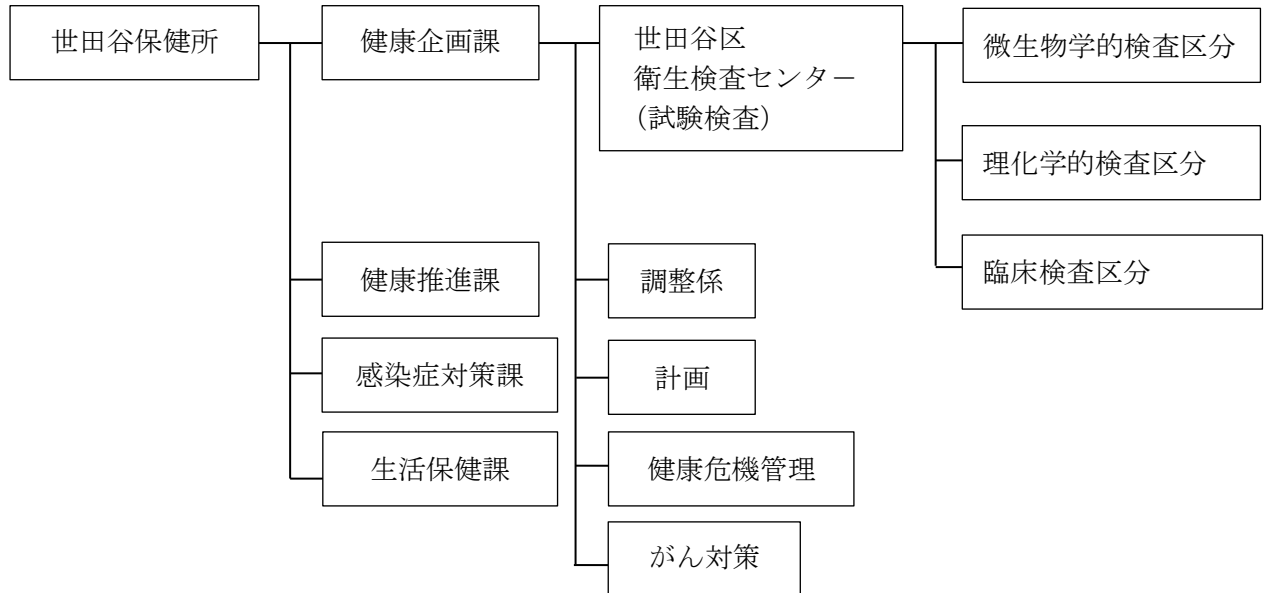 世田谷保健所
健康企画課
世田谷区
衛生検査センター
（試験検査）
微生物学的検査区分
理化学的検査区分
臨床検査区分
健康推進課
調整係
感染症対策課
計画
生活保健課
健康危機管理
がん対策